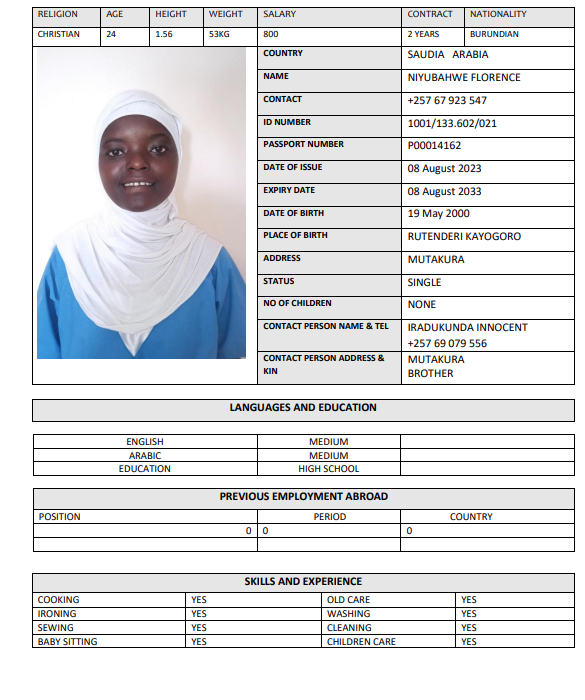 RELIGION AGE HEIGHT WEIGHT SALARY CONTRACT NATIONALITY
CHRISTIAN 24 1.56 53KG 800 2 YEARS BURUNDIAN
COUNTRY SAUDIA ARABIA
NAME NIYUBAHWE FLORENCE
CONTACT +257 67 923 547
ID NUMBER 1001/133.602/021
PASSPORT NUMBER P00014162
DATE OF ISSUE 08 August 2023
EXPIRY DATE 08 August 2033
DATE OF BIRTH 19 May 2000
PLACE OF BIRTH RUTENDERI KAYOGORO
ADDRESS MUTAKURA
STATUS SINGLE
NO OF CHILDREN NONE
CONTACT PERSON NAME & TEL IRADUKUNDA INNOCENT
+257 69 079 556
CONTACT PERSON ADDRESS & MUTAKURA
KIN BROTHER
LANGUAGES AND EDUCATION
ENGLISH MEDIUM
ARABIC MEDIUM
EDUCATION HIGH SCHOOL
PREVIOUS EMPLOYMENT ABROAD
POSITION PERIOD COUNTRY
0 0 0
SKILLS AND EXPERIENCE
COOKING YES OLD CARE YES
IRONING YES WASHING YES
SEWING YES CLEANING YES
BABY SITTING YES CHILDREN CARE YES